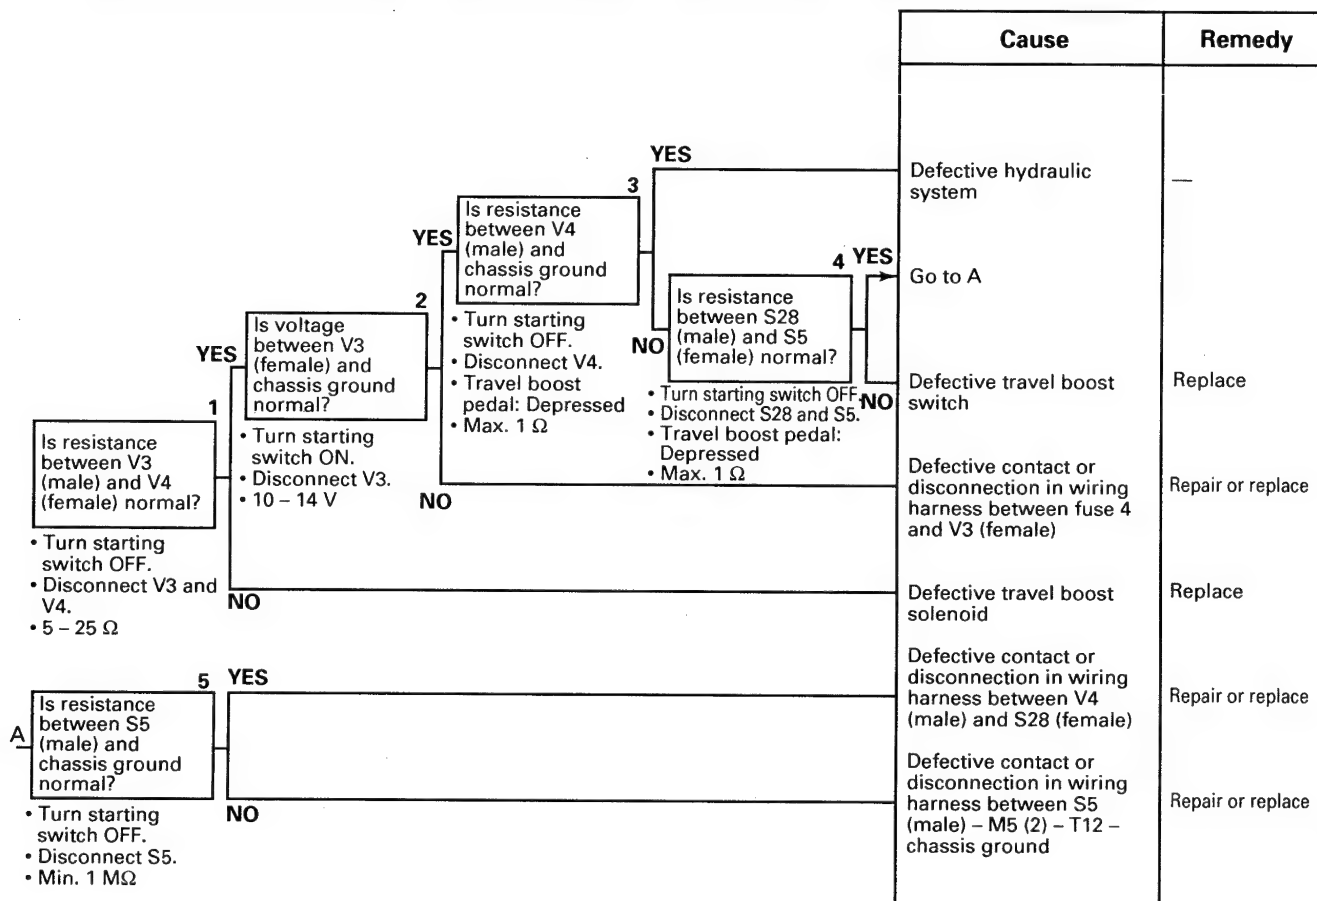 Cause
Remedy
YES
3
Defective hydraulic
system
—
Is resistance
between V4
(male) and
chassis ground
normal?
YES
4
YES
Go to A
2
• Turn starting
switch OFF.
• Disconnect V4.
• Travel boost
pedal: Depressed
• Max. 1 Ω
Is resistance
between S28
(male) and S5
(female) normal?
NO
Is voltage
between V3
(female) and
chassis ground
normal?
YES
• Turn starting switch OFF.
• Disconnect S28 and S5.
• Travel boost pedal:
Depressed
• Max. 1 Ω
NO
Defective travel boost
switch
Replace
1
Is resistance
between V3
(male) and V4
(female) normal?
• Turn starting
switch ON.
• Disconnect V3.
• 10 – 14 V
NO
Defective contact or
disconnection in wiring
harness between fuse 4
and V3 (female)
Repair or replace
• Turn starting
switch OFF.
• Disconnect V3 and
V4.
• 5 – 25 Ω
NO
Defective travel boost
solenoid
Replace
5
YES
A
Is resistance
between S5
(male) and
chassis ground
normal?
Defective contact or
disconnection in wiring
harness between V4
(male) and S28 (female)
Repair or replace
• Turn starting
switch OFF.
• Disconnect S5.
• Min. 1 MΩ
NO
Defective contact or
disconnection in wiring
harness between S5
(male) – M5 (2) – T12 –
chassis ground
Repair or replace